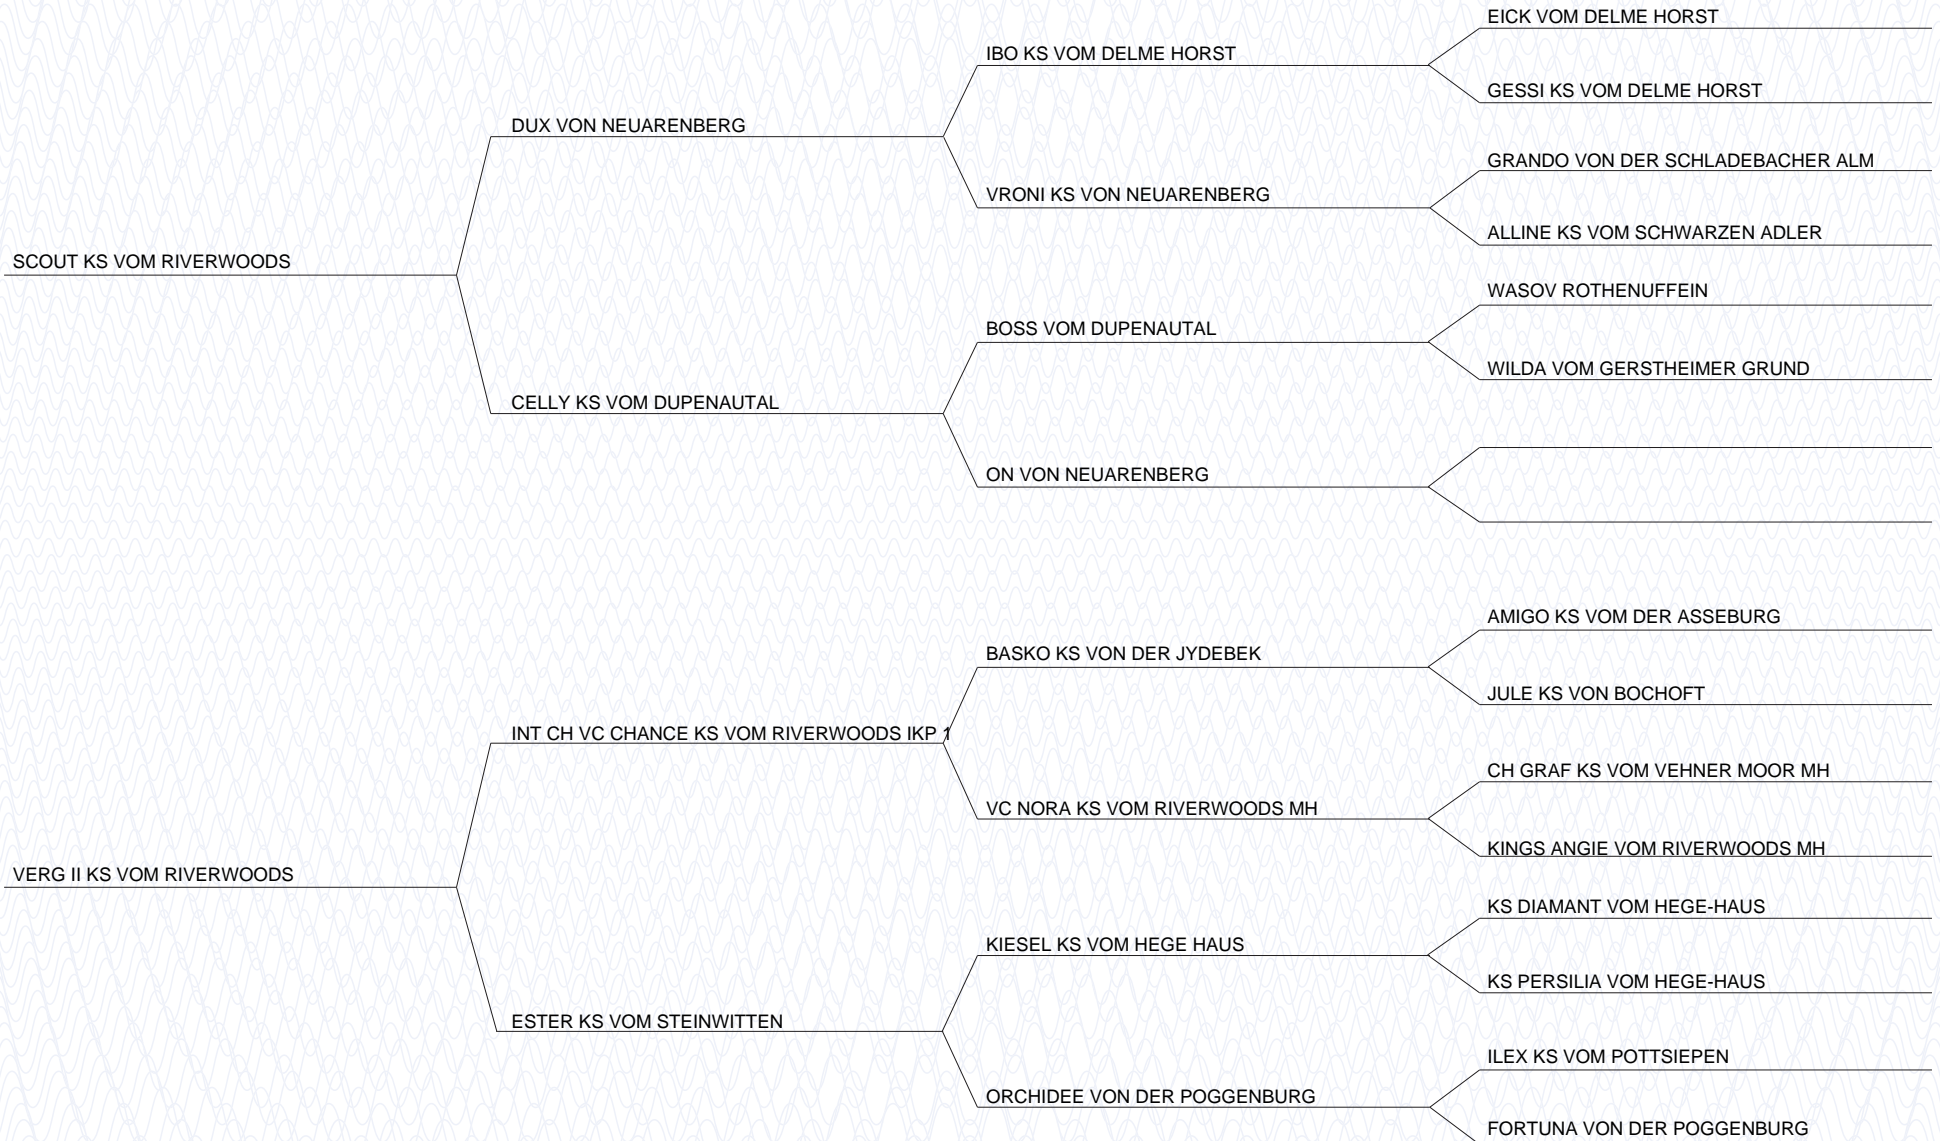 EICK VOM DELME HORST
IBO KS VOM DELME HORST
GESSI KS VOM DELME HORST
DUX VON NEUARENBERG
GRANDO VON DER SCHLADEBACHER ALM
VRONI KS VON NEUARENBERG
ALLINE KS VOM SCHWARZEN ADLER
SCOUT KS VOM RIVERWOODS
WASOV ROTHENUFFEIN
BOSS VOM DUPENAUTAL
WILDA VOM GERSTHEIMER GRUND
CELLY KS VOM DUPENAUTAL
ON VON NEUARENBERG
AMIGO KS VOM DER ASSEBURG
BASKO KS VON DER JYDEBEK
JULE KS VON BOCHOFT
INT CH VC CHANCE KS VOM RIVERWOODS IKP 1
CH GRAF KS VOM VEHNER MOOR MH
VC NORA KS VOM RIVERWOODS MH
KINGS ANGIE VOM RIVERWOODS MH
VERG II KS VOM RIVERWOODS
KS DIAMANT VOM HEGE-HAUS
KIESEL KS VOM HEGE HAUS
KS PERSILIA VOM HEGE-HAUS
ESTER KS VOM STEINWITTEN
ILEX KS VOM POTTSIEPEN
ORCHIDEE VON DER POGGENBURG
FORTUNA VON DER POGGENBURG